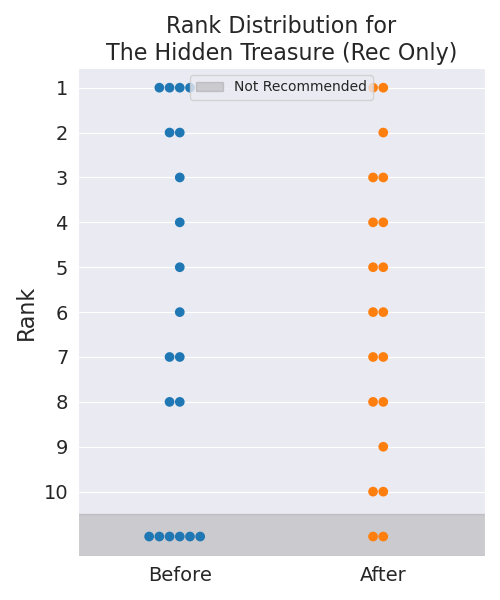 Rank Distribution for
The Hidden Treasure (Rec Only)
Not Recommended
Rank
1
2
3
4
5
6
7
8
9
10
Before
After